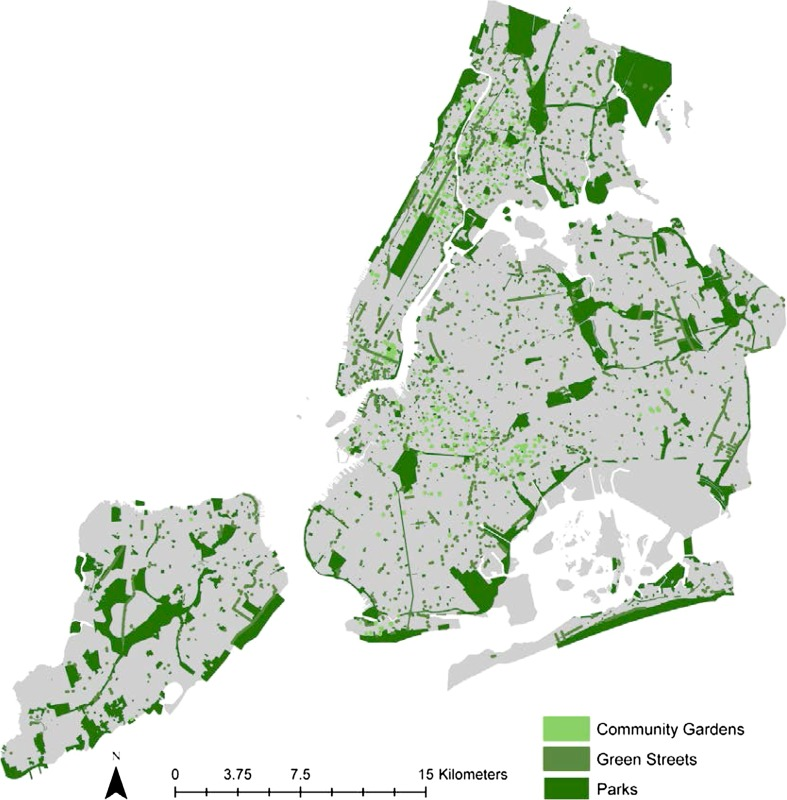 Community Gardens
Green Streets
Parks
N
0 3.75 7.5 15 Kilometers